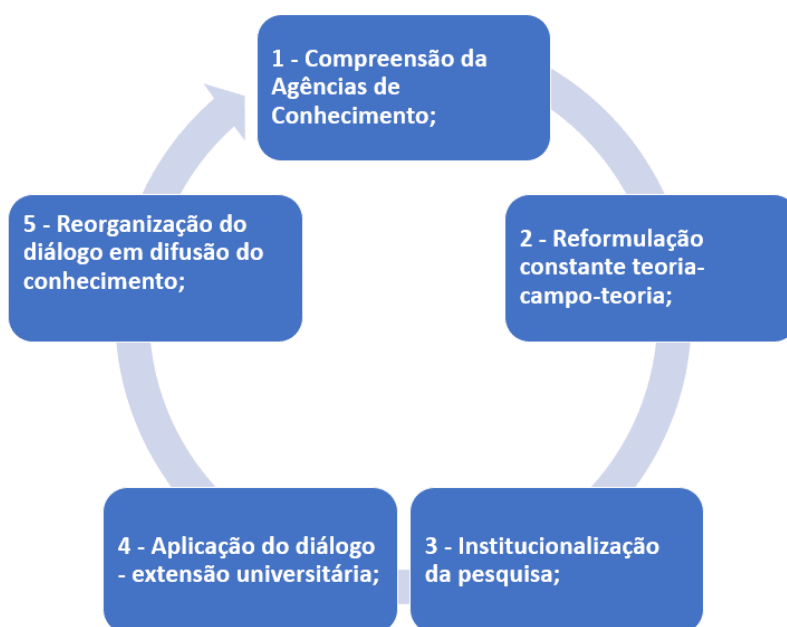 1 - Compreensão da
Agências de
Conhecimento;
2 - Reformulação
constante teoria-
campo-teoria;
3 - Institucionalização
da pesquisa;
4 - Aplicação do diálogo
- extensão universitária;
5 - Reorganização do
diálogo em difusão do
conhecimento;